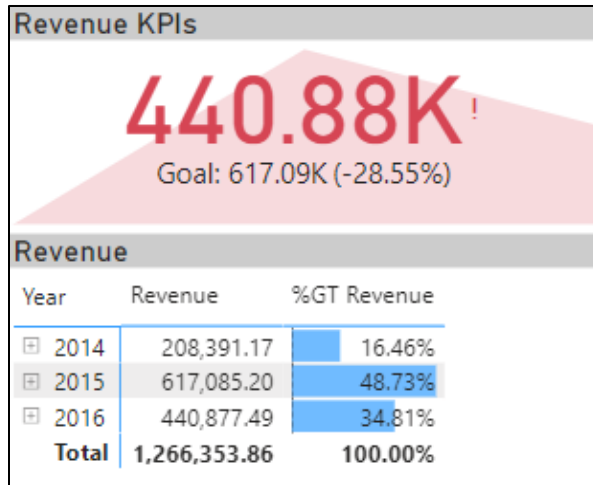 Revenue KPIs
440.88K!
Goal: 617.09K (-28.55%)
Revenue
Year Revenue %GT Revenue
2014 208,391.17 16.46%
2015 617,085.20 48.73%
2016 440,877.49 34.81%
Total 1,266,353.86 100.00%